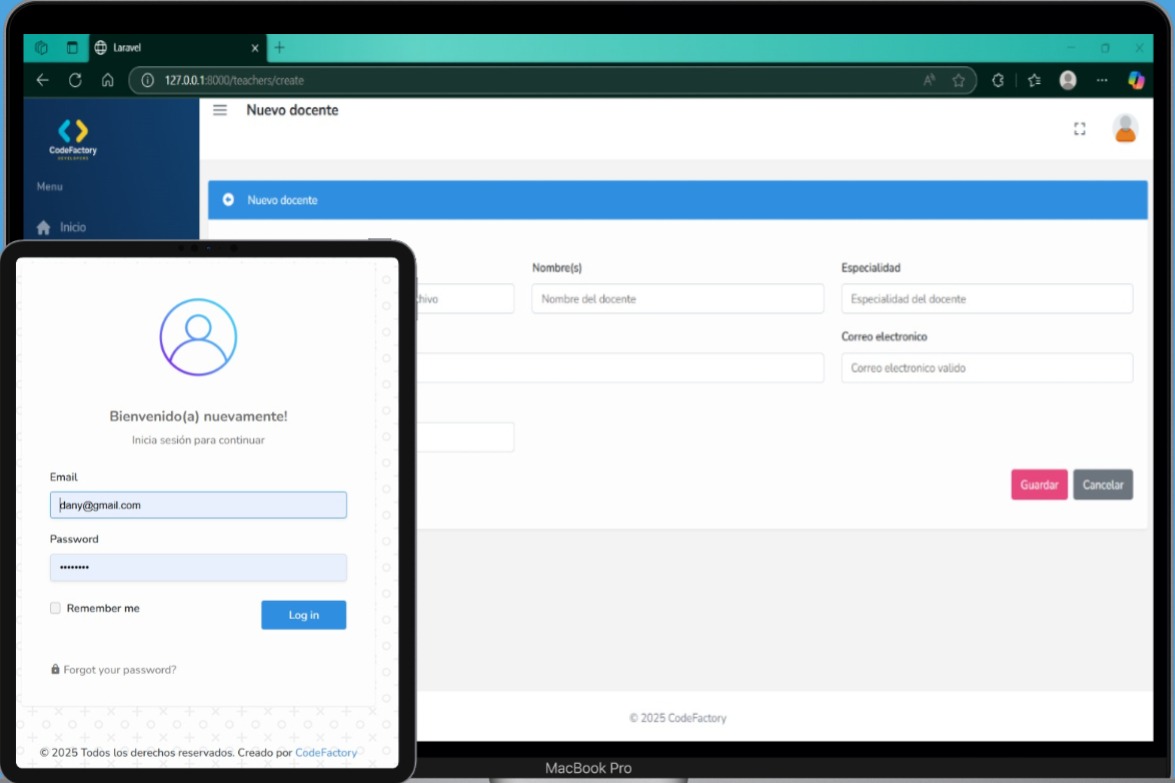 Laravel
127.0.0.1:8000/teachers/create
CodeFactory
DEVELOPERS
Menu
Inicio
Nuevo docente
Nuevo docente
Nombre(s)
Especialidad
hivo
Nombre del docente
Especialidad del docente
Correo electronico
Correo electronico valido
Guardar
Cancelar
© 2025 CodeFactory
MacBook Pro
Bienvenido(a) nuevamente!
Inicia sesión para continuar
Email
dany@gmail.com
Password
••••••••
Remember me
Log in
Forgot your password?
© 2025 Todos los derechos reservados. Creado por CodeFactory